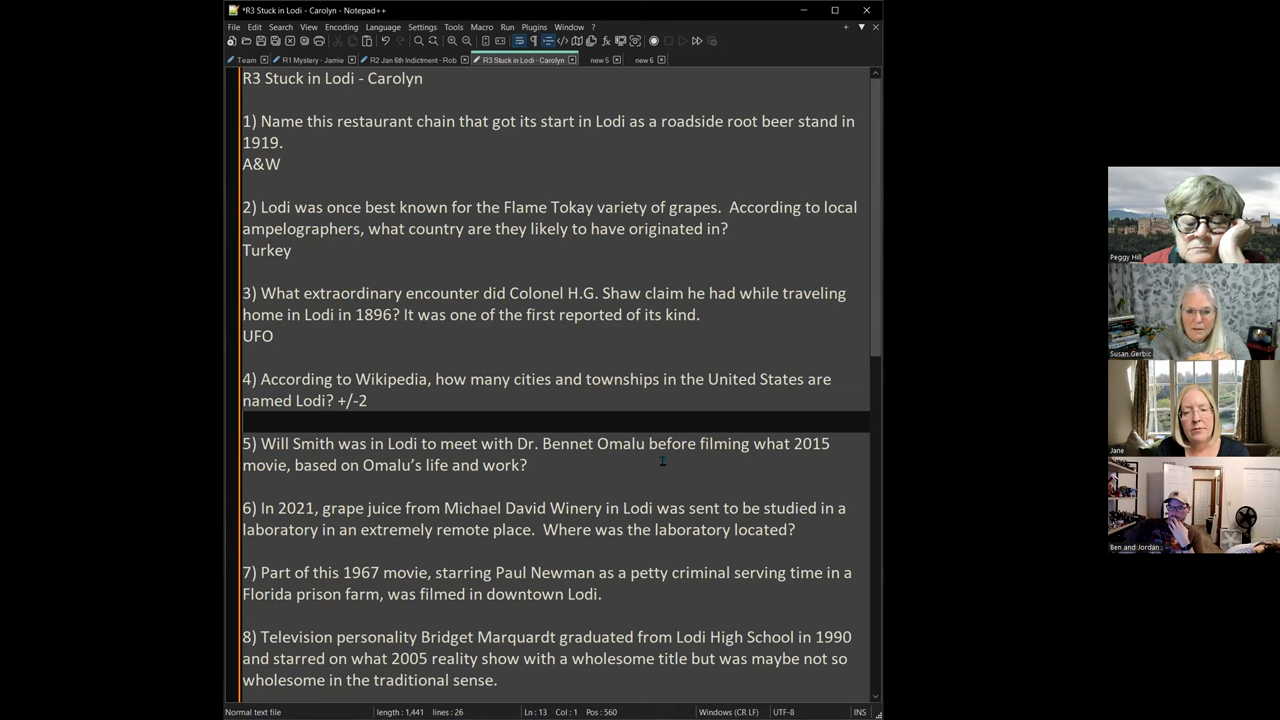 *R3 Stuck in Lodi - Carolyn - Notepad++
File Edit Search View Encoding Language Settings Tools Macro Run Plugins Window ?
Team R1 Mystery - Jamie R2 Jan 6th Indictment - Rob R3 Stuck in Lodi - Carolyn new 5 new 6
R3 Stuck in Lodi - Carolyn
1) Name this restaurant chain that got its start in Lodi as a roadside root beer stand in
1919.
A&W
2) Lodi was once best known for the Flame Tokay variety of grapes.  According to local
ampelographers, what country are they likely to have originated in?
Turkey
3) What extraordinary encounter did Colonel H.G. Shaw claim he had while traveling
home in Lodi in 1896? It was one of the first reported of its kind.
UFO
4) According to Wikipedia, how many cities and townships in the United States are
named Lodi? +/-2
5) Will Smith was in Lodi to meet with Dr. Bennet Omalu before filming what 2015
movie, based on Omalu’s life and work?
6) In 2021, grape juice from Michael David Winery in Lodi was sent to be studied in a
laboratory in an extremely remote place.  Where was the laboratory located?
7) Part of this 1967 movie, starring Paul Newman as a petty criminal serving time in a
Florida prison farm, was filmed in downtown Lodi.
8) Television personality Bridget Marquardt graduated from Lodi High School in 1990
and starred on what 2005 reality show with a wholesome title but was maybe not so
wholesome in the traditional sense.
Normal text file length : 1,441 lines : 26 Ln : 13 Col : 1 Pos : 560 Windows (CR LF) UTF-8 INS
Peggy Hill
Susan Gerbic
Jane
Ben and Jordan